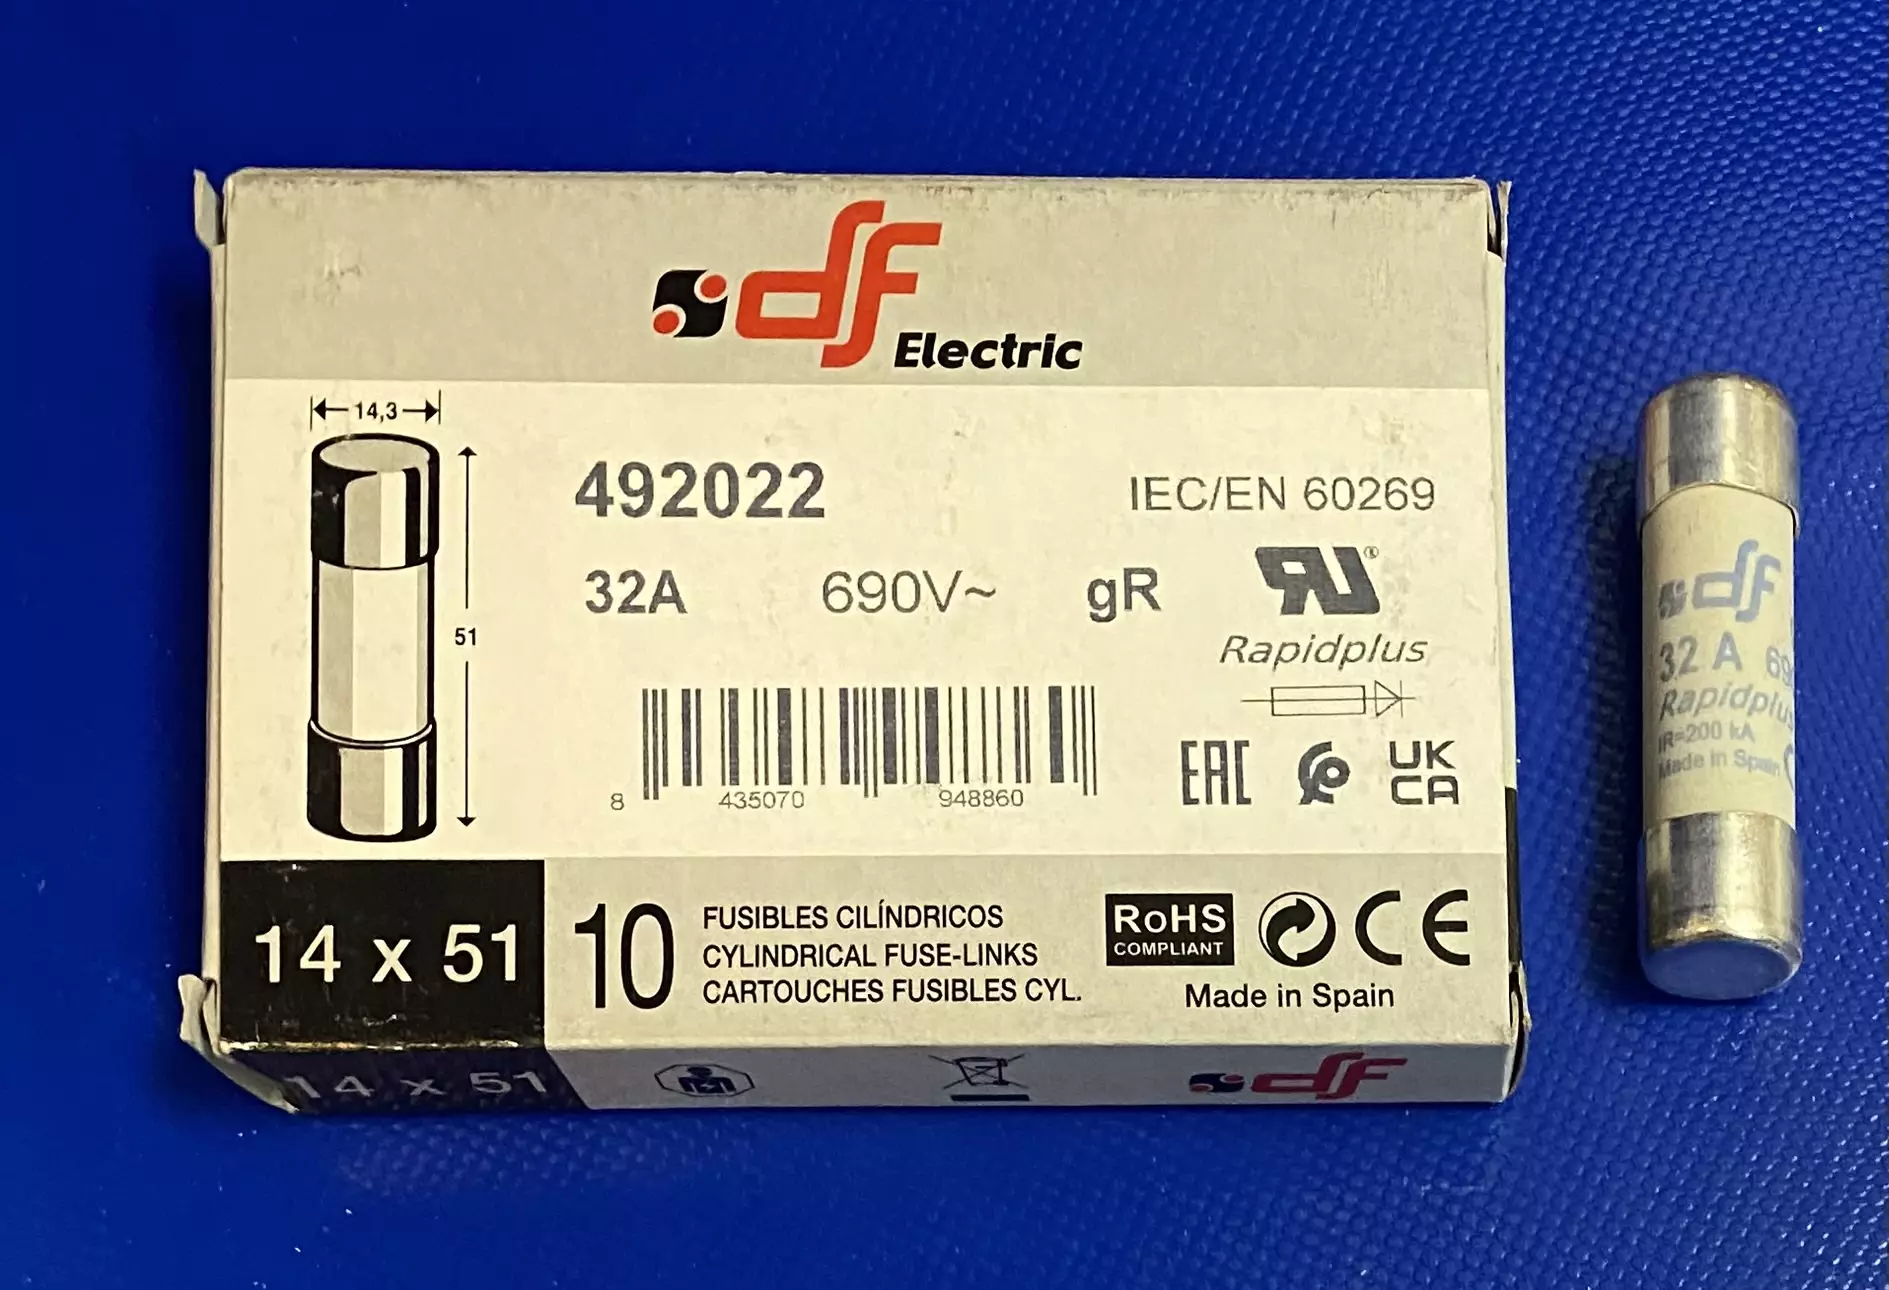 df
Electric
14,3
51
492022
IEC/EN 60269
32A 690V~ gR
Rapidplus
8 435070 948860
EAC UK
CA
14 x 51
10
FUSIBLES CILÍNDRICOS
CYLINDRICAL FUSE-LINKS
CARTOUCHES FUSIBLES CYL.
RoHS
COMPLIANT
CE
Made in Spain
14 x 51
df
df
32 A 69
Rapidplus
IR=200 kA
Made in Spain